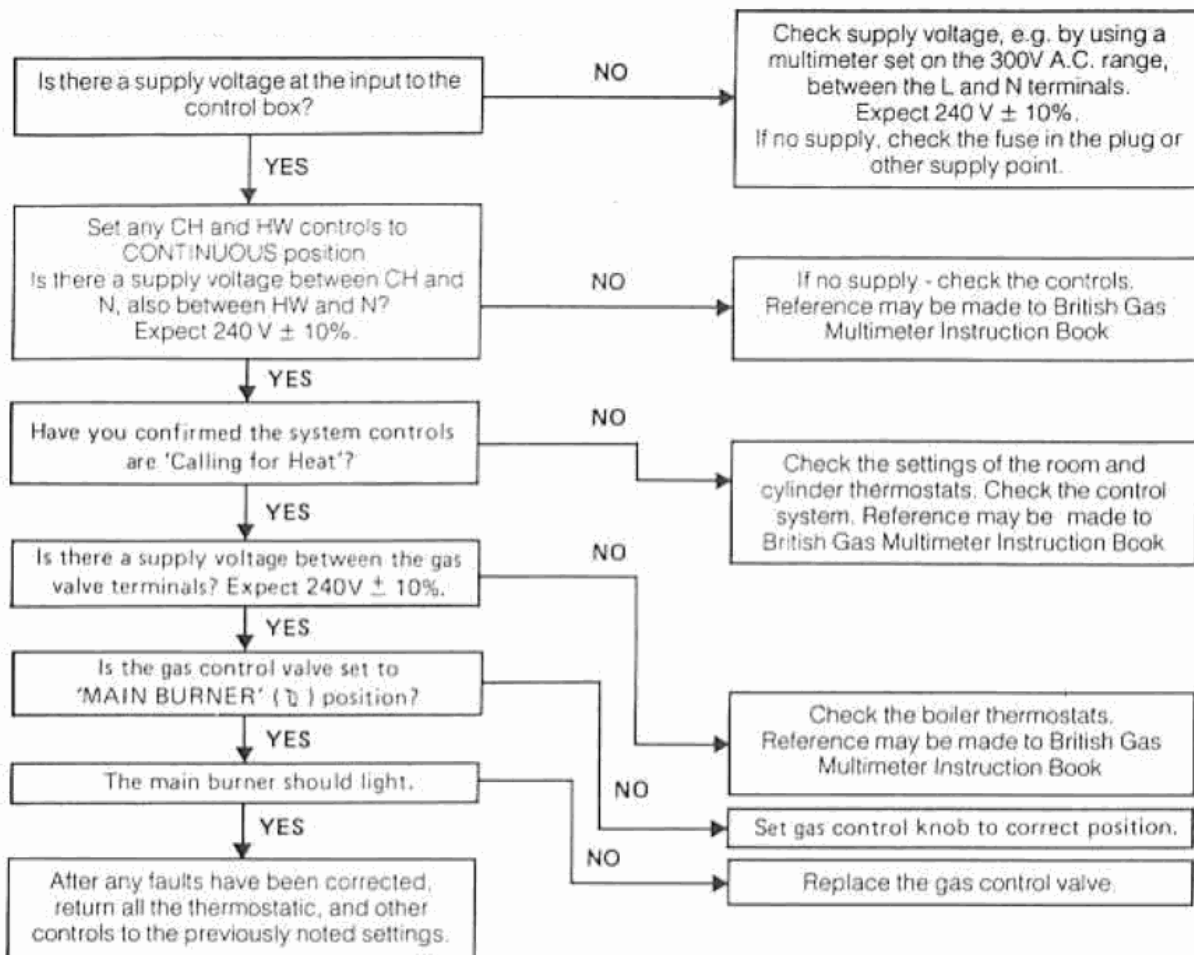 Is there a supply voltage at the input to the
control box?
NO
Check supply voltage, e.g. by using a
multimeter set on the 300V A.C. range,
between the L and N terminals.
Expect 240 V ± 10%.
If no supply, check the fuse in the plug or
other supply point.
YES
Set any CH and HW controls to
CONTINUOUS position
Is there a supply voltage between CH and
N, also between HW and N?
Expect 240 V ± 10%.
NO
If no supply - check the controls.
Reference may be made to British Gas
Multimeter Instruction Book
YES
Have you confirmed the system controls
are 'Calling for Heat'?
NO
Check the settings of the room and
cylinder thermostats. Check the control
system. Reference may be made to
British Gas Multimeter Instruction Book
YES
Is there a supply voltage between the gas
valve terminals? Expect 240V ± 10%.
NO
Check the boiler thermostats.
Reference may be made to British Gas
Multimeter Instruction Book
YES
Is the gas control valve set to
'MAIN BURNER' ( ) position?
NO
Set gas control knob to correct position.
YES
The main burner should light.
NO
Replace the gas control valve.
YES
After any faults have been corrected,
return all the thermostatic, and other
controls to the previously noted settings.